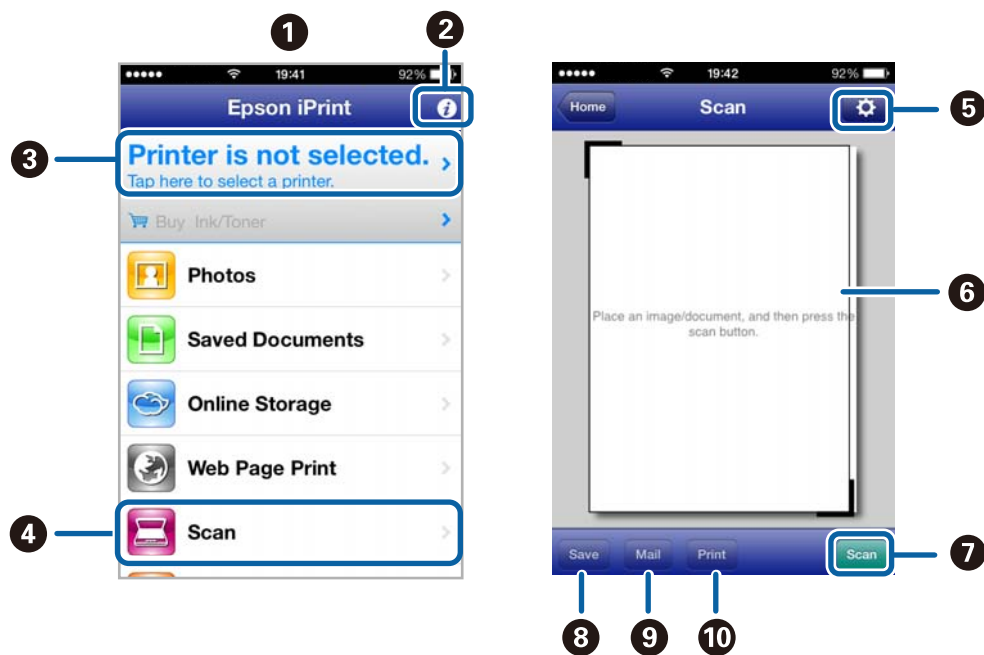 1
2
19:41
92%
Epson iPrint
i
3
Printer is not selected.
Tap here to select a printer.
Buy Ink/Toner
Photos
Saved Documents
Online Storage
Web Page Print
4
Scan
19:42
92%
Home
Scan
5
6
Place an image/document, and then press the
scan button.
Save
Mail
Print
Scan
7
8
9
10